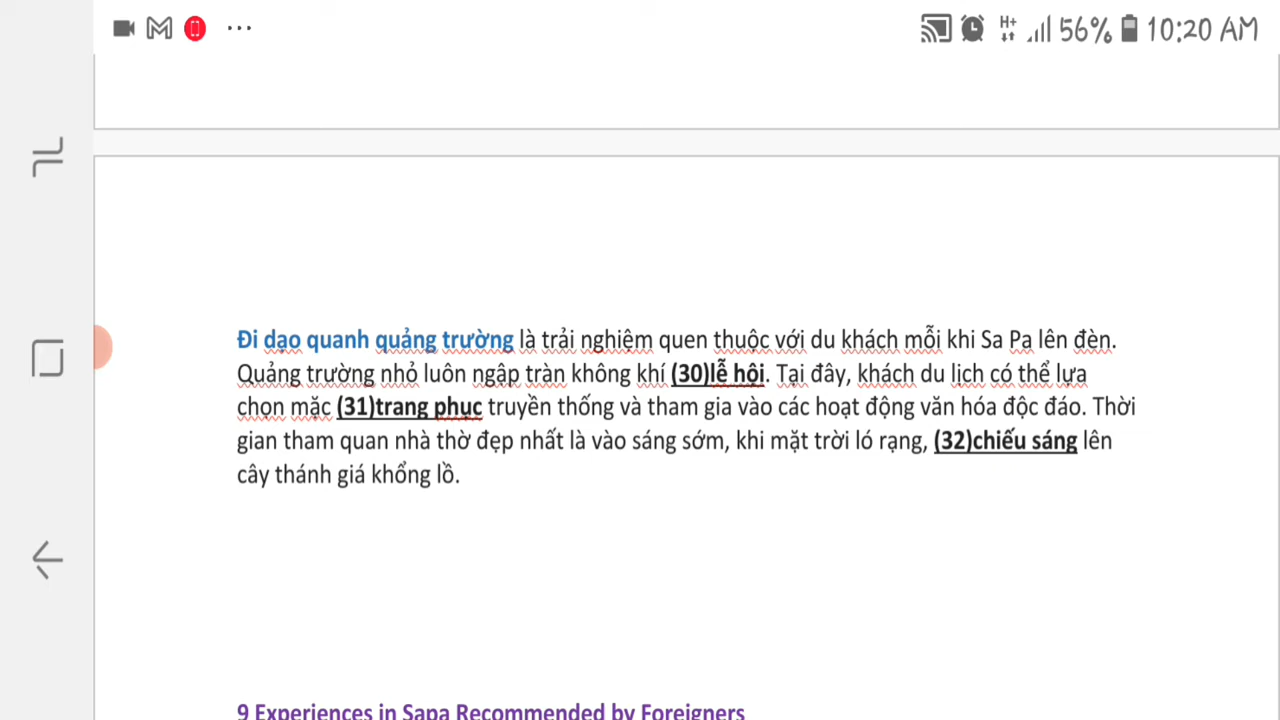 56% 10:20 AM
Đi dạo quanh quảng trường là trải nghiệm quen thuộc với du khách mỗi khi Sa Pa lên đèn.
Quảng trường nhỏ luôn ngập tràn không khí (30)lễ hội. Tại đây, khách du lịch có thể lựa
chọn mặc (31)trang phục truyền thống và tham gia vào các hoạt động văn hóa độc đáo. Thời
gian tham quan nhà thờ đẹp nhất là vào sáng sớm, khi mặt trời ló rạng, (32)chiếu sáng lên
cây thánh giá khổng lồ.
9 Experiences in Sapa Recommended by Foreigners